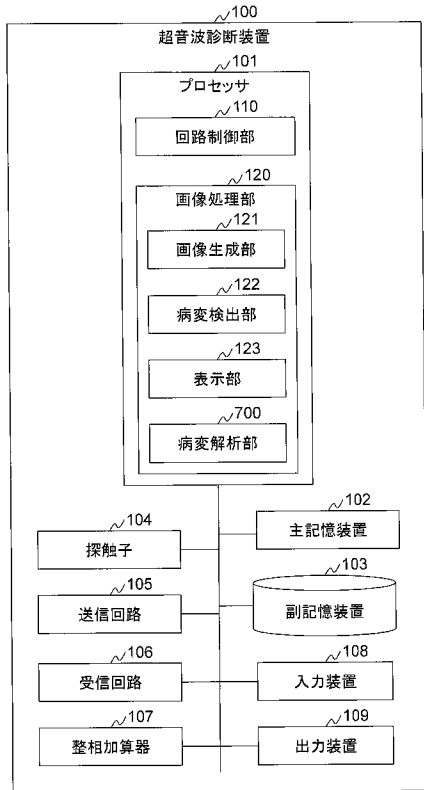 100
超音波診断装置
101
プロセッサ
110
回路制御部
120
画像処理部
121
画像生成部
122
病変検出部
123
表示部
700
病変解析部
104
探触子
102
主記憶装置
105
送信回路
103
副記憶装置
106
受信回路
108
入力装置
107
整相加算器
109
出力装置